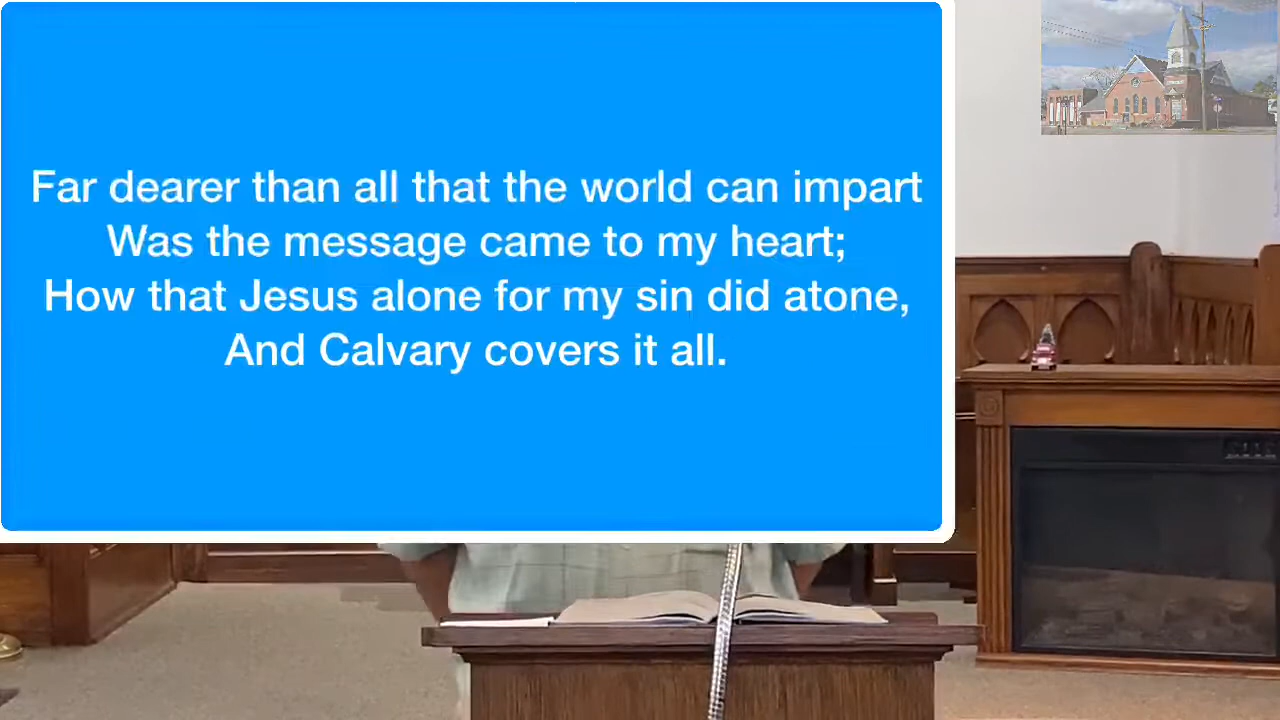 Far dearer than all that the world can impart
Was the message came to my heart;
How that Jesus alone for my sin did atone,
And Calvary covers it all.